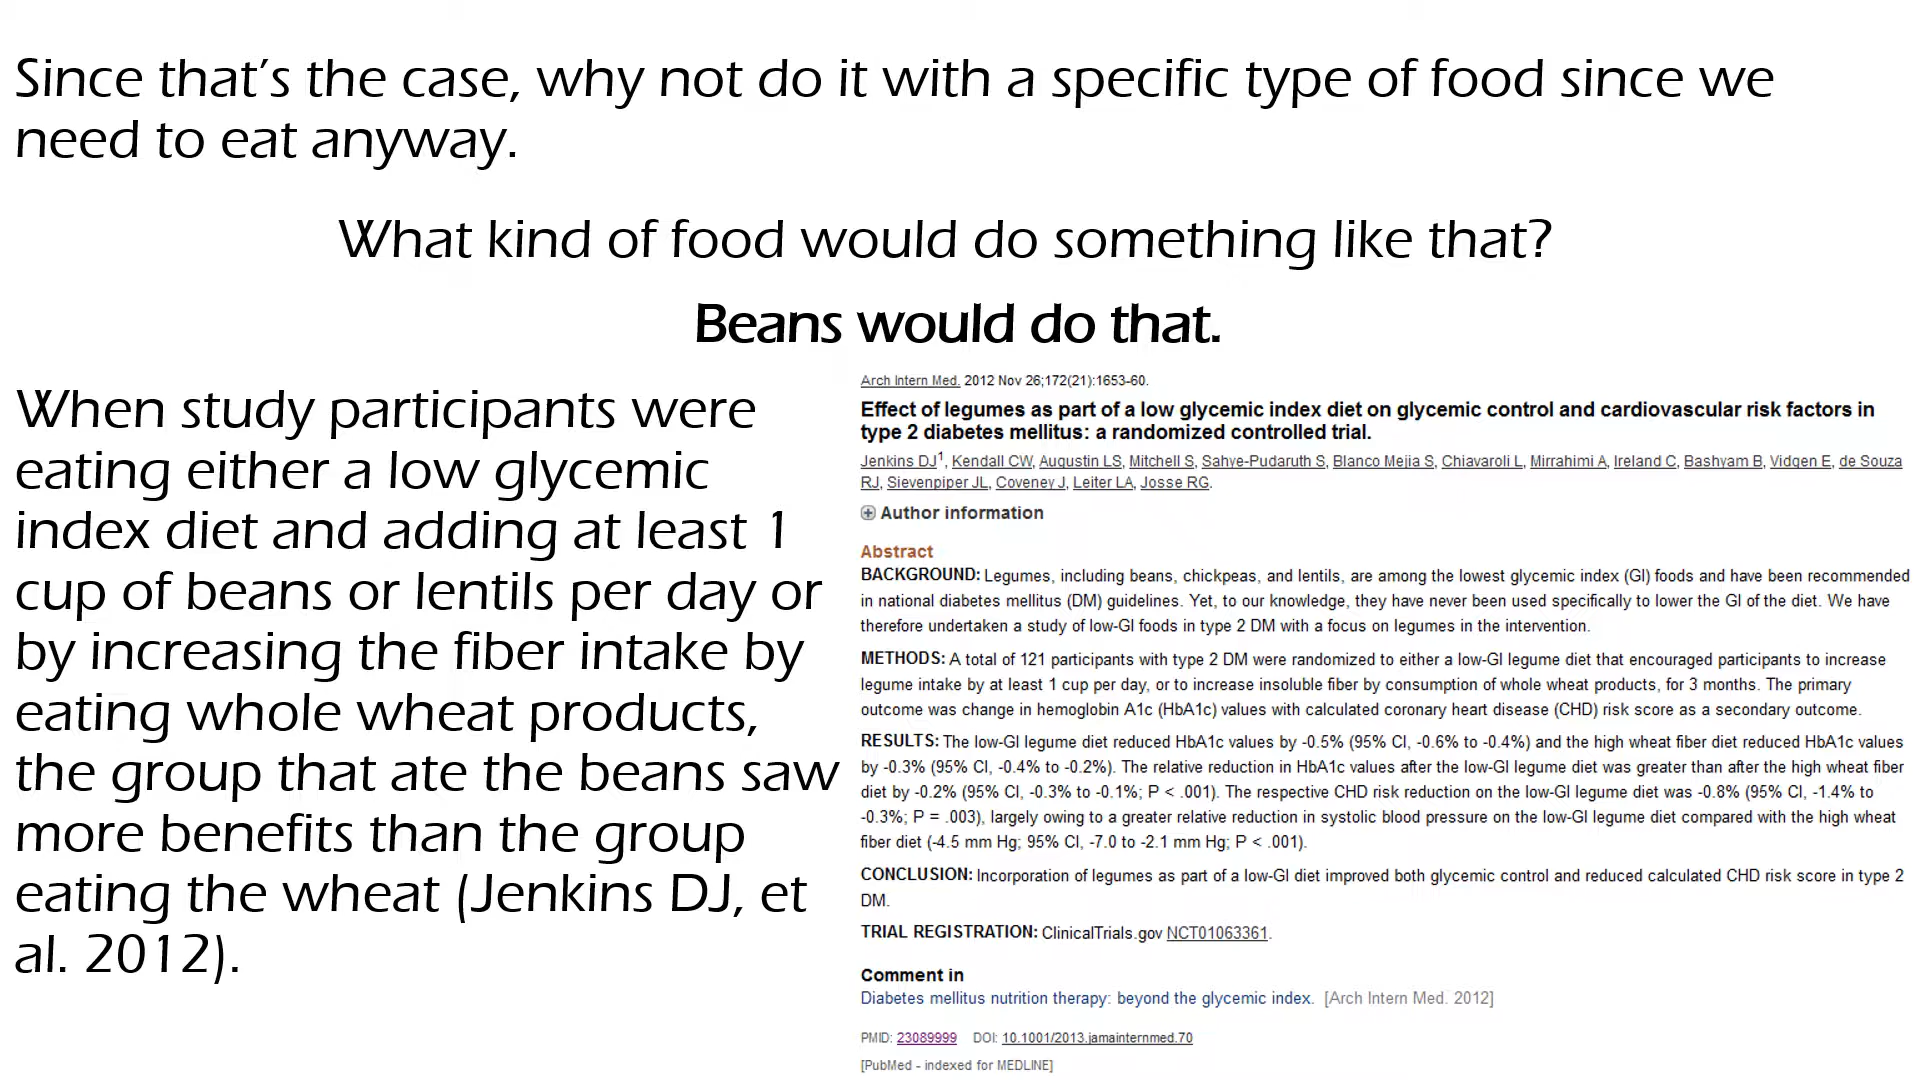 Since that's the case, why not do it with a specific type of food since we
need to eat anyway.
What kind of food would do something like that?
Beans would do that.
When study participants were
eating either a low glycemic
index diet and adding at least 1
cup of beans or lentils per day or
by increasing the fiber intake by
eating whole wheat products,
the group that ate the beans saw
more benefits than the group
eating the wheat (Jenkins DJ, et
al. 2012).
Arch Intern Med. 2012 Nov 26;172(21):1653-60.
Effect of legumes as part of a low glycemic index diet on glycemic control and cardiovascular risk factors in
type 2 diabetes mellitus: a randomized controlled trial.
Jenkins DJ1, Kendall CW, Augustin LS, Mitchell S, Sahye-Pudaruth S, Blanco Mejia S, Chiavaroli L, Mirrahimi A, Ireland C, Bashyam B, Vidgen E, de Souza
RJ, Sievenpiper JL, Coveney J, Leiter LA, Josse RG.
Author information
Abstract
BACKGROUND: Legumes, including beans, chickpeas, and lentils, are among the lowest glycemic index (GI) foods and have been recommended
in national diabetes mellitus (DM) guidelines. Yet, to our knowledge, they have never been used specifically to lower the GI of the diet. We have
therefore undertaken a study of low-GI foods in type 2 DM with a focus on legumes in the intervention.
METHODS: A total of 121 participants with type 2 DM were randomized to either a low-GI legume diet that encouraged participants to increase
legume intake by at least 1 cup per day, or to increase insoluble fiber by consumption of whole wheat products, for 3 months. The primary
outcome was change in hemoglobin A1c (HbA1c) values with calculated coronary heart disease (CHD) risk score as a secondary outcome.
RESULTS: The low-GI legume diet reduced HbA1c values by -0.5% (95% CI, -0.6% to -0.4%) and the high wheat fiber diet reduced HbA1c values
by -0.3% (95% CI, -0.4% to -0.2%). The relative reduction in HbA1c values after the low-GI legume diet was greater than after the high wheat fiber
diet by -0.2% (95% CI, -0.3% to -0.1%; P < .001). The respective CHD risk reduction on the low-GI legume diet was -0.8% (95% CI, -1.4% to
-0.3%; P = .003), largely owing to a greater relative reduction in systolic blood pressure on the low-GI legume diet compared with the high wheat
fiber diet (-4.5 mm Hg; 95% CI, -7.0 to -2.1 mm Hg; P < .001).
CONCLUSION: Incorporation of legumes as part of a low-GI diet improved both glycemic control and reduced calculated CHD risk score in type 2
DM.
TRIAL REGISTRATION: ClinicalTrials.gov NCT01063361.
Comment in
Diabetes mellitus nutrition therapy: beyond the glycemic index. [Arch Intern Med. 2012]
PMID: 23089999 DOI: 10.1001/2013.jamainternmed.70
[PubMed - indexed for MEDLINE]